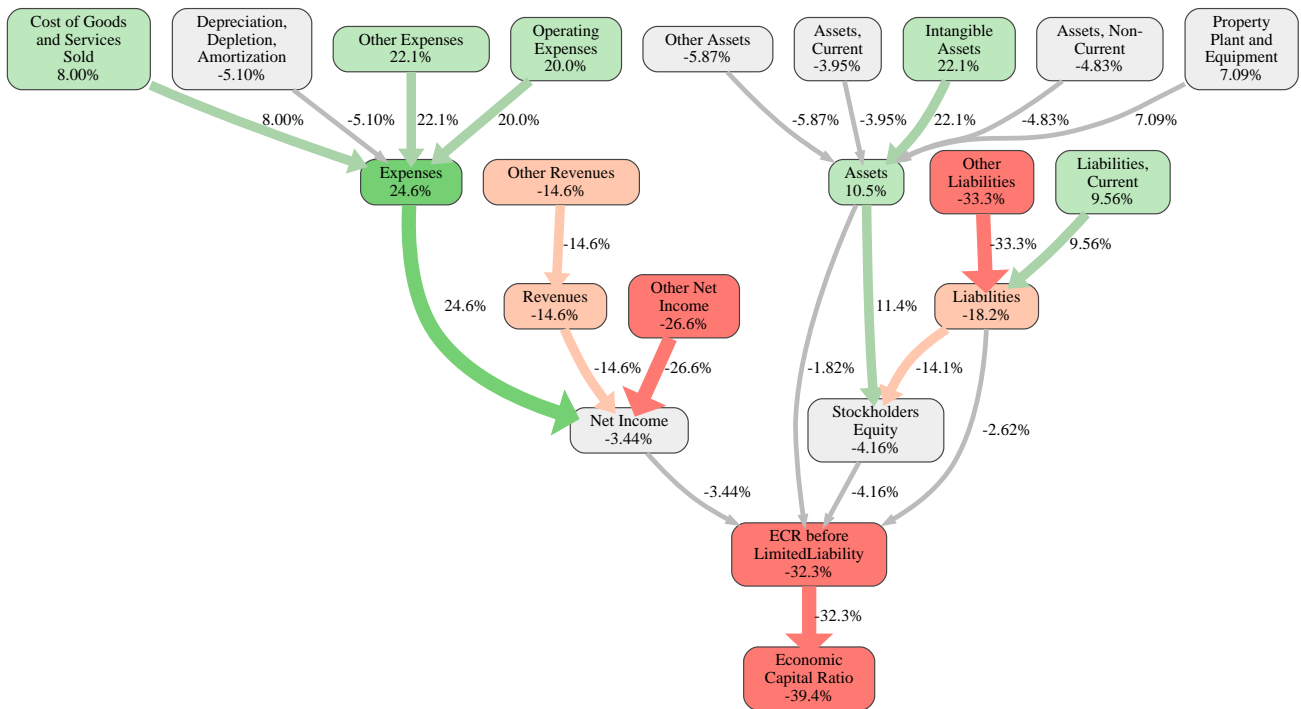 Cost of Goods
and Services
Sold
8.00%
Depreciation,
Depletion,
Amortization
-5.10%
Other Expenses
22.1%
Operating
Expenses
20.0%
Other Assets
-5.87%
Assets,
Current
-3.95%
Intangible
Assets
22.1%
Assets, Non-
Current
-4.83%
Property
Plant and
Equipment
7.09%
8.00%
-5.10%
22.1%
20.0%
-5.87%
-3.95%
22.1%
-4.83%
7.09%
Expenses
24.6%
Other Revenues
-14.6%
Assets
10.5%
Other
Liabilities
-33.3%
Liabilities,
Current
9.56%
-14.6%
-33.3%
9.56%
24.6%
Revenues
-14.6%
Other Net
Income
-26.6%
11.4%
Liabilities
-18.2%
-14.6%
-26.6%
-1.82%
-14.1%
Net Income
-3.44%
Stockholders
Equity
-4.16%
-2.62%
-3.44%
-4.16%
ECR before
LimitedLiability
-32.3%
-32.3%
Economic
Capital Ratio
-39.4%